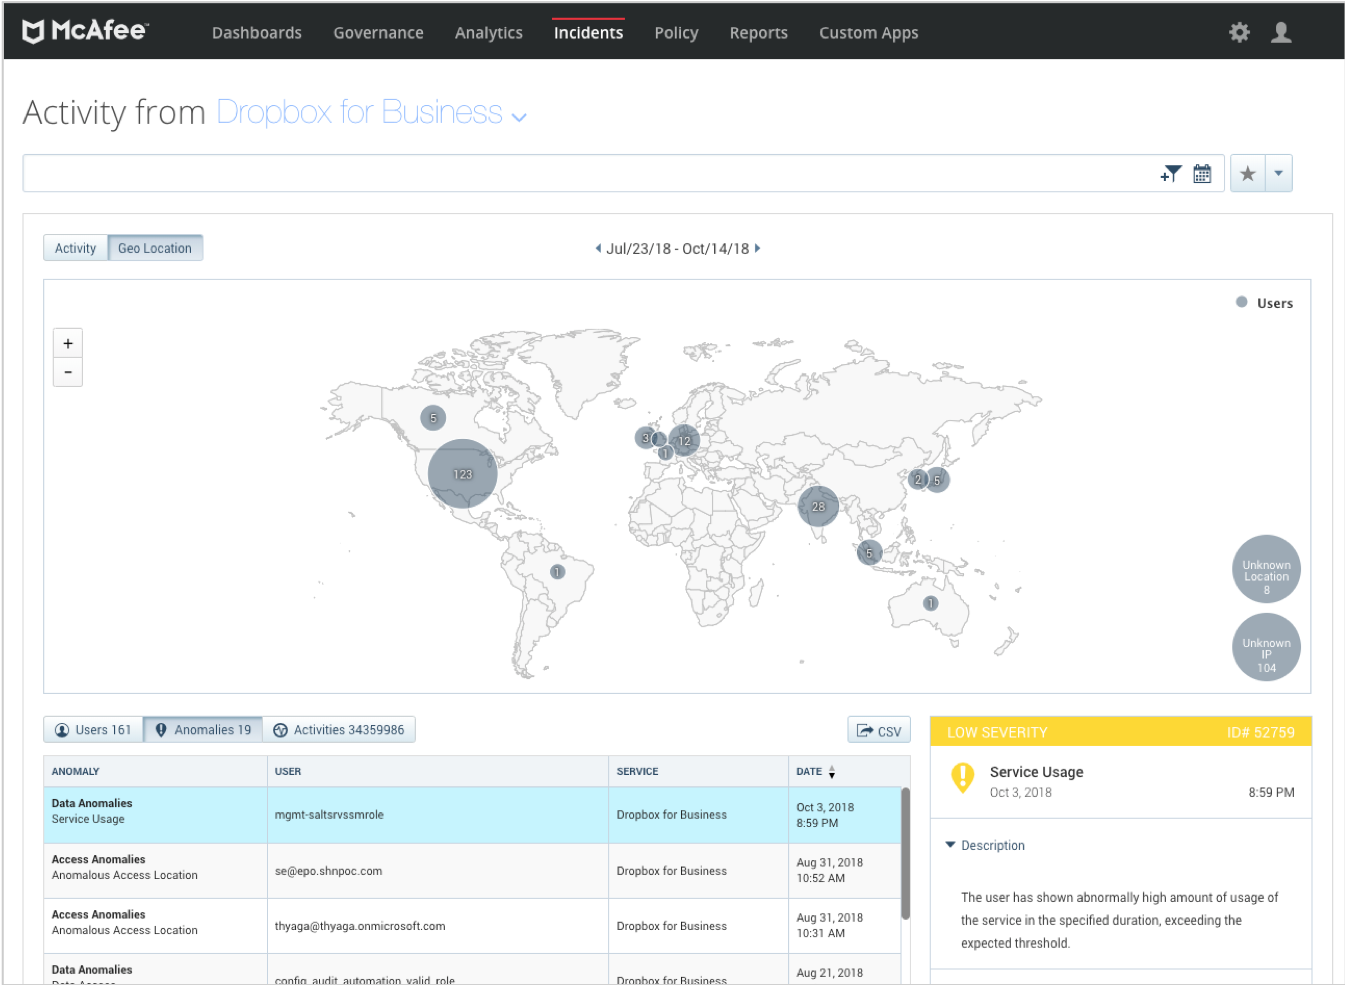 McAfee™
Dashboards Governance Analytics Incidents Policy Reports Custom Apps
Activity from Dropbox for Business
Activity Geo Location
Jul/23/18 - Oct/14/18
Users
+
-
5
123
3
1
12
2
5
28
5
1
1
Unknown
Location
8
Unknown
IP
104
Users 161 Anomalies 19 Activities 34359986
CSV
ANOMALY USER SERVICE DATE
Data Anomalies
Service Usage
mgmt-saltsrvssmrole
Dropbox for Business
Oct 3, 2018
8:59 PM
Access Anomalies
Anomalous Access Location
se@epo.shnpoc.com
Dropbox for Business
Aug 31, 2018
10:52 AM
Access Anomalies
Anomalous Access Location
thyaga@thyaga.onmicrosoft.com
Dropbox for Business
Aug 31, 2018
10:31 AM
Data Anomalies
Data Access
config_audit_automation_valid_role
Dropbox for Business
Aug 21, 2018
LOW SEVERITY ID# 52759
Service Usage
Oct 3, 2018 8:59 PM
Description
The user has shown abnormally high amount of usage of
the service in the specified duration, exceeding the
expected threshold.